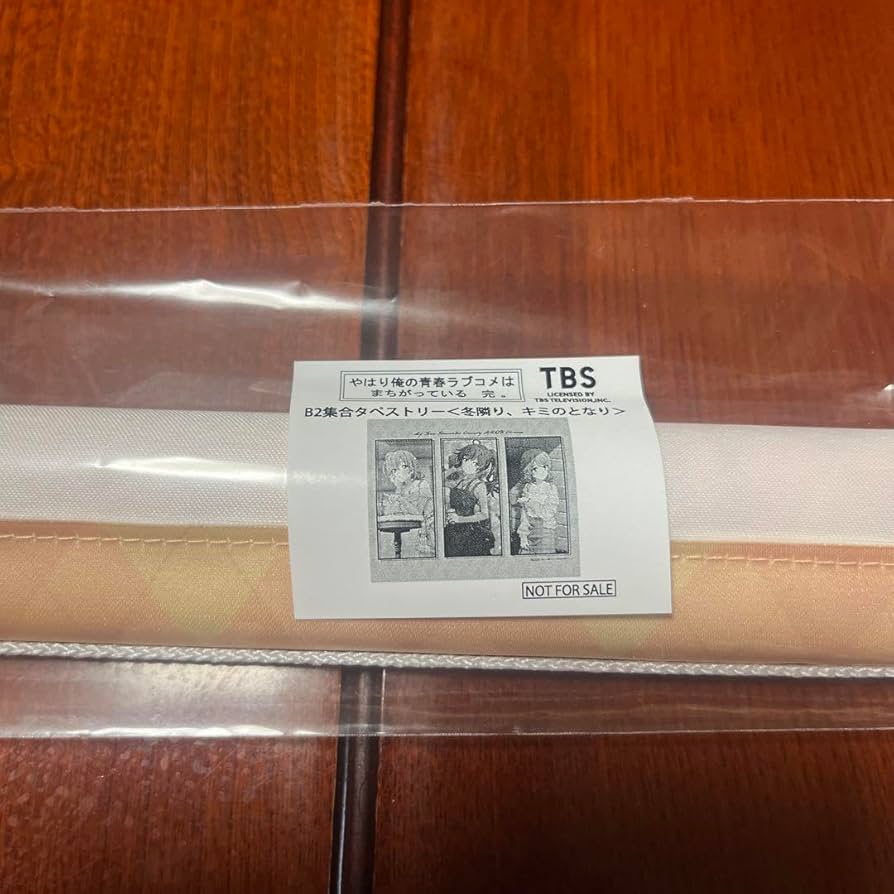 やはり俺の青春ラブコメは
まちがっている 完。
TBS
LICENSED BY
TBS TELEVISION,INC.
B2集合タペストリー<冬隣り、キミのとなり>
NOT FOR SALE